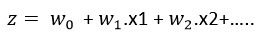 z = w₀ + w₁.x1 + w₂.x2+.....